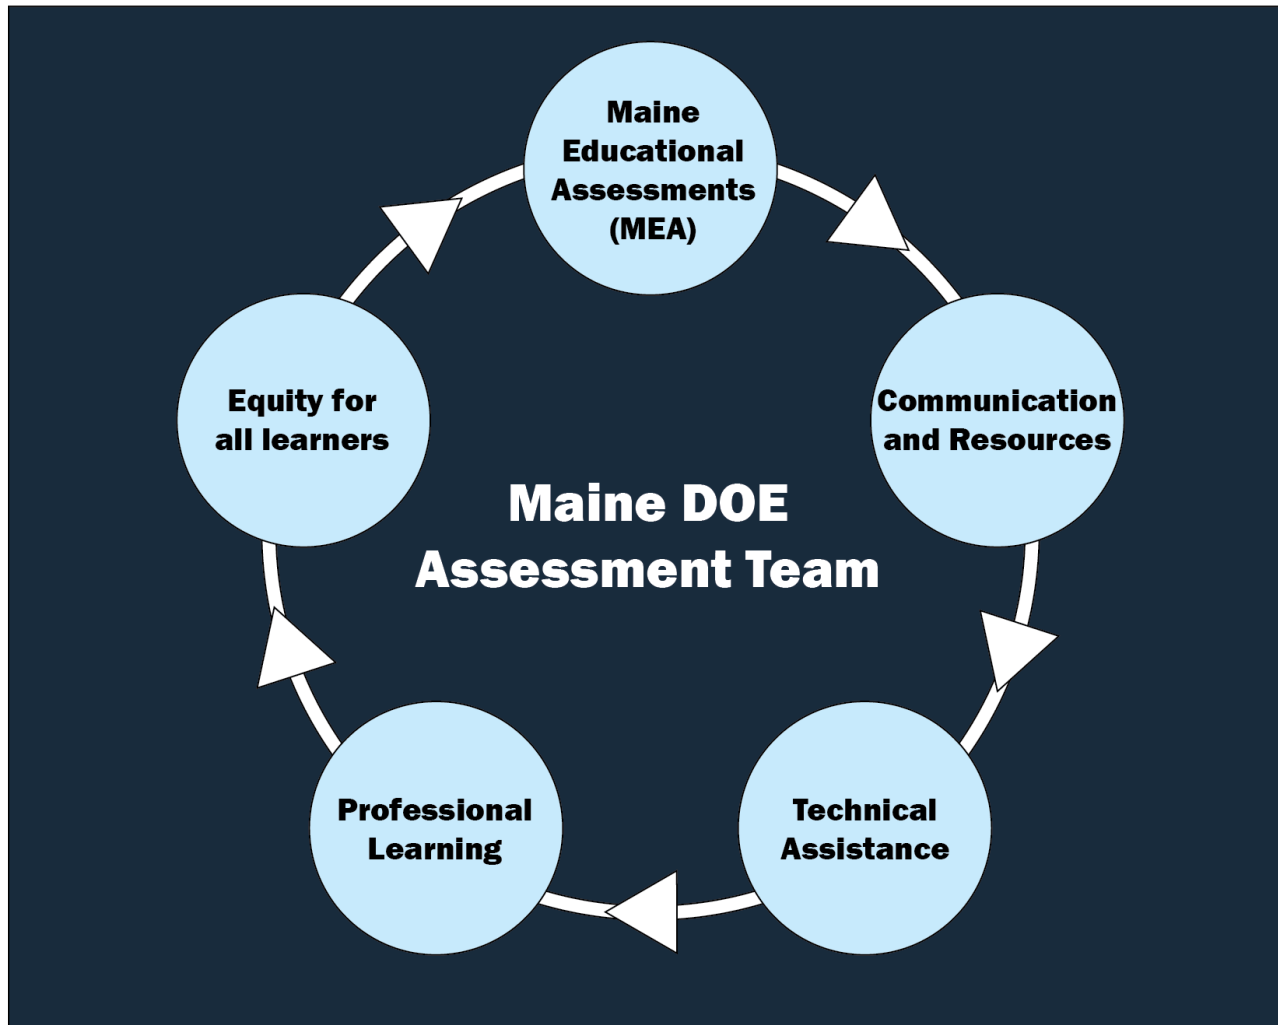 Maine
Educational
Assessments
(MEA)
Communication
and Resources
Technical
Assistance
Professional
Learning
Equity for
all learners
Maine DOE
Assessment Team